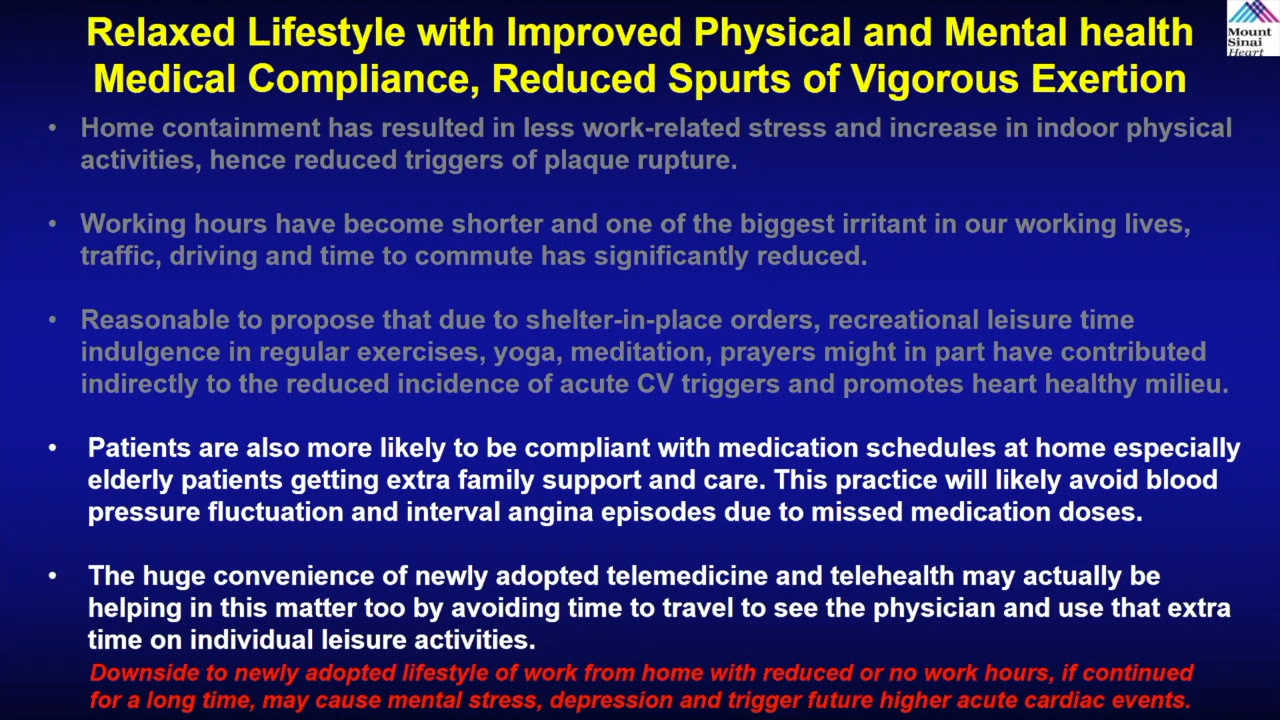 Relaxed Lifestyle with Improved Physical and Mental health
Medical Compliance, Reduced Spurts of Vigorous Exertion
Mount
Sinai
Heart
• Home containment has resulted in less work-related stress and increase in indoor physical
activities, hence reduced triggers of plaque rupture.
• Working hours have become shorter and one of the biggest irritant in our working lives,
traffic, driving and time to commute has significantly reduced.
• Reasonable to propose that due to shelter-in-place orders, recreational leisure time
indulgence in regular exercises, yoga, meditation, prayers might in part have contributed
indirectly to the reduced incidence of acute CV triggers and promotes heart healthy milieu.
• Patients are also more likely to be compliant with medication schedules at home especially
elderly patients getting extra family support and care. This practice will likely avoid blood
pressure fluctuation and interval angina episodes due to missed medication doses.
• The huge convenience of newly adopted telemedicine and telehealth may actually be
helping in this matter too by avoiding time to travel to see the physician and use that extra
time on individual leisure activities.
Downside to newly adopted lifestyle of work from home with reduced or no work hours, if continued
for a long time, may cause mental stress, depression and trigger future higher acute cardiac events.